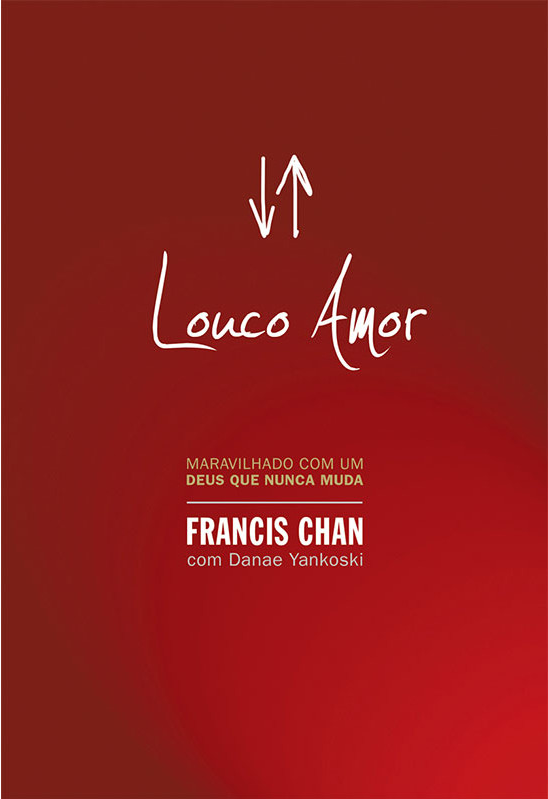 Louco Amor
MARAVILHADO COM UM
DEUS QUE NUNCA MUDA
FRANCIS CHAN
com Danae Yankoski